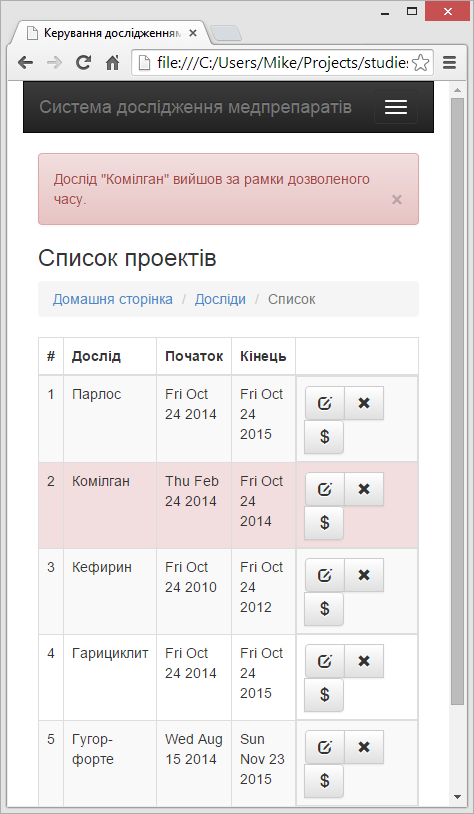 Керування дослідженням
file:///C:/Users/Mike/Projects/studies
Система дослідження медпрепаратів
Дослід "Комілган" вийшов за рамки дозволеного
часу.
×
Список проектів
Домашня сторінка / Досліди / Список
# Дослід Початок Кінець
1 Парлос Fri Oct 24 2014 Fri Oct 24 2015
$
2 Комілган Thu Feb 24 2014 Fri Oct 24 2014
$
3 Кефирин Fri Oct 24 2010 Fri Oct 24 2012
$
4 Гарициклит Fri Oct 24 2014 Fri Oct 24 2015
$
5 Гугор-форте Wed Aug 15 2014 Sun Nov 23 2015
$